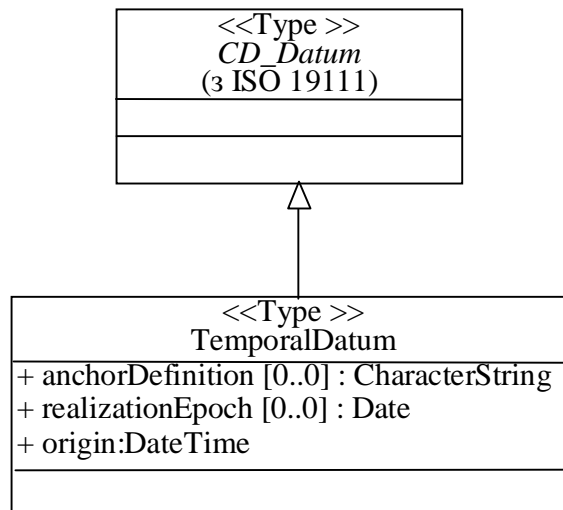 <<Type >>
CD_Datum
(з ISO 19111)
<<Type >>
TemporalDatum
+ anchorDefinition [0..0] : CharacterString
+ realizationEpoch [0..0] : Date
+ origin:DateTime